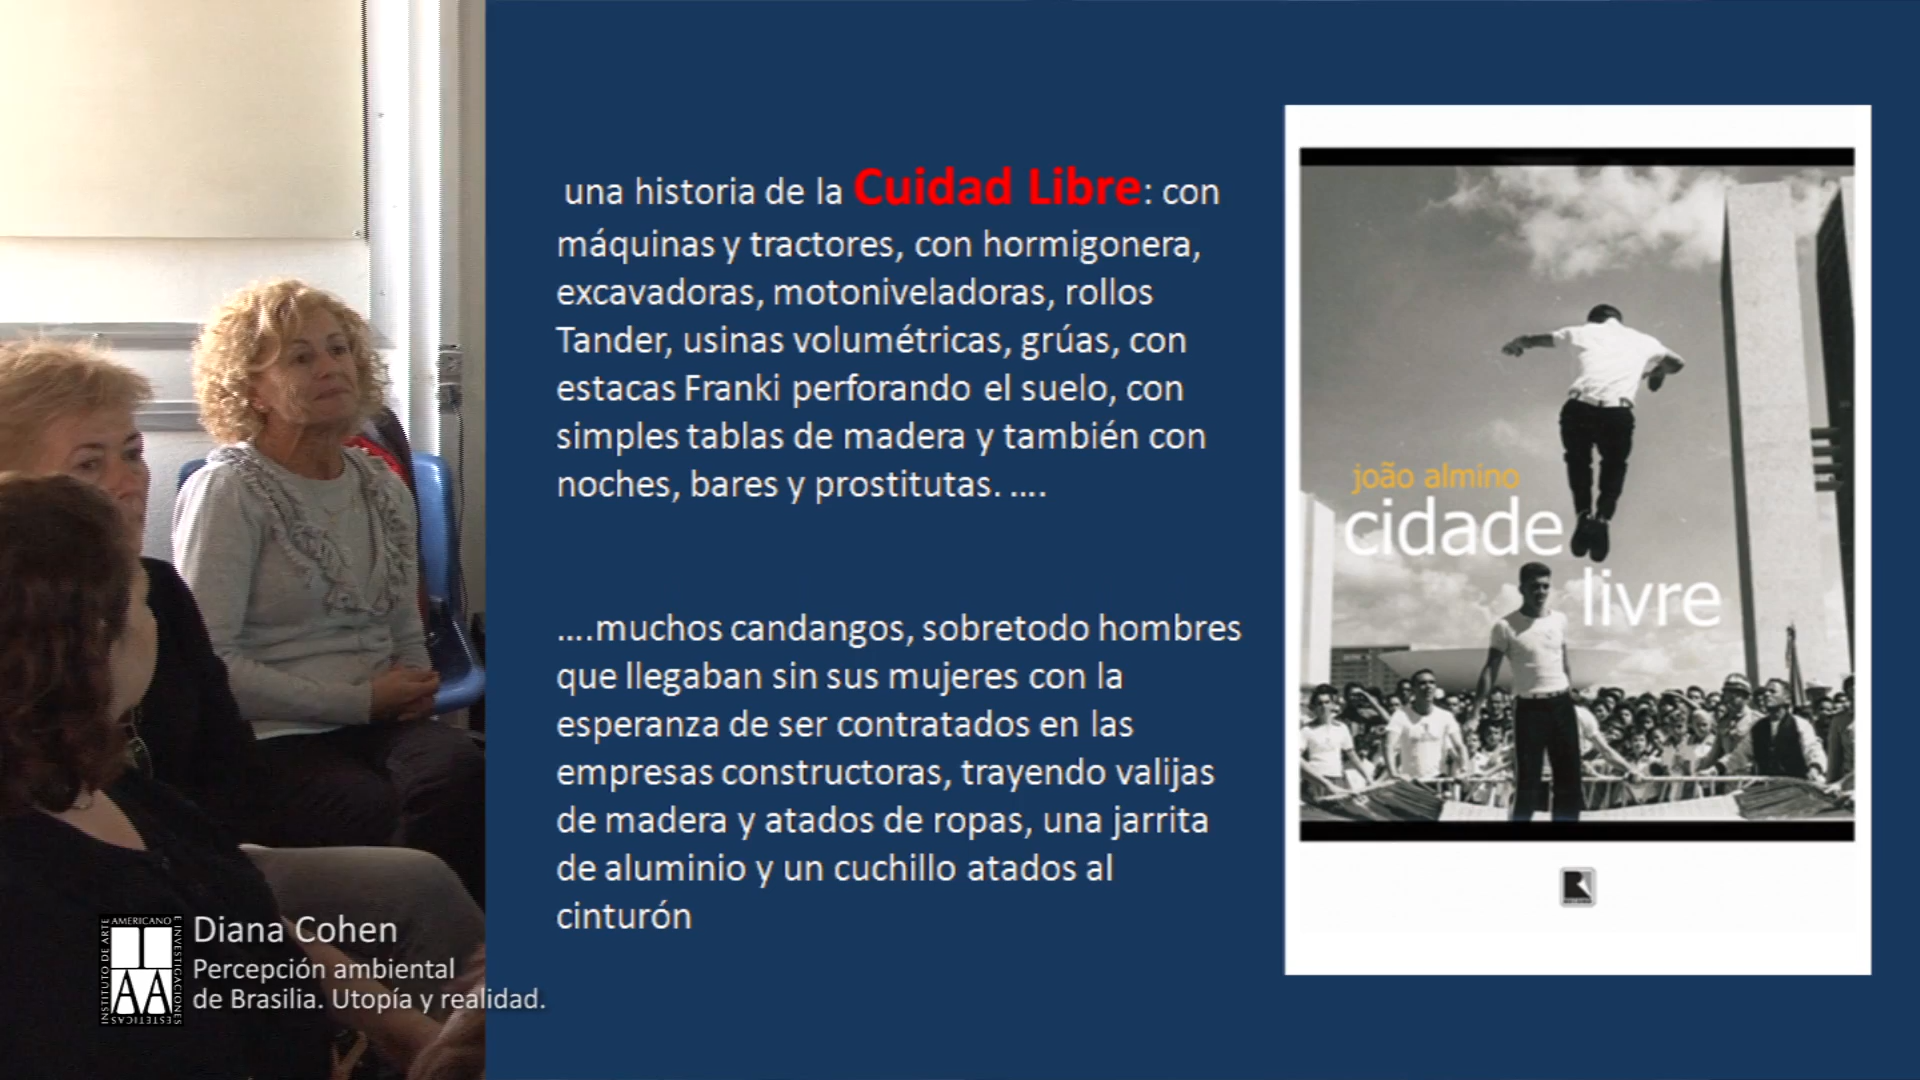 una historia de la Cuidad Libre: con
máquinas y tractores, con hormigonera,
excavadoras, motoniveladoras, rollos
Tander, usinas volumétricas, grúas, con
estacas Franki perforando el suelo, con
simples tablas de madera y también con
noches, bares y prostitutas. ....
....muchos candangos, sobretodo hombres
que llegaban sin sus mujeres con la
esperanza de ser contratados en las
empresas constructoras, trayendo valijas
de madera y atados de ropas, una jarrita
de aluminio y un cuchillo atados al
cinturón
joão almino
cidade
livre
INSTITUTO DE ARTE
AMERICANO
E INVESTIGACIONES
ESTETICAS
IAA
Diana Cohen
Percepción ambiental
de Brasilia. Utopía y realidad.